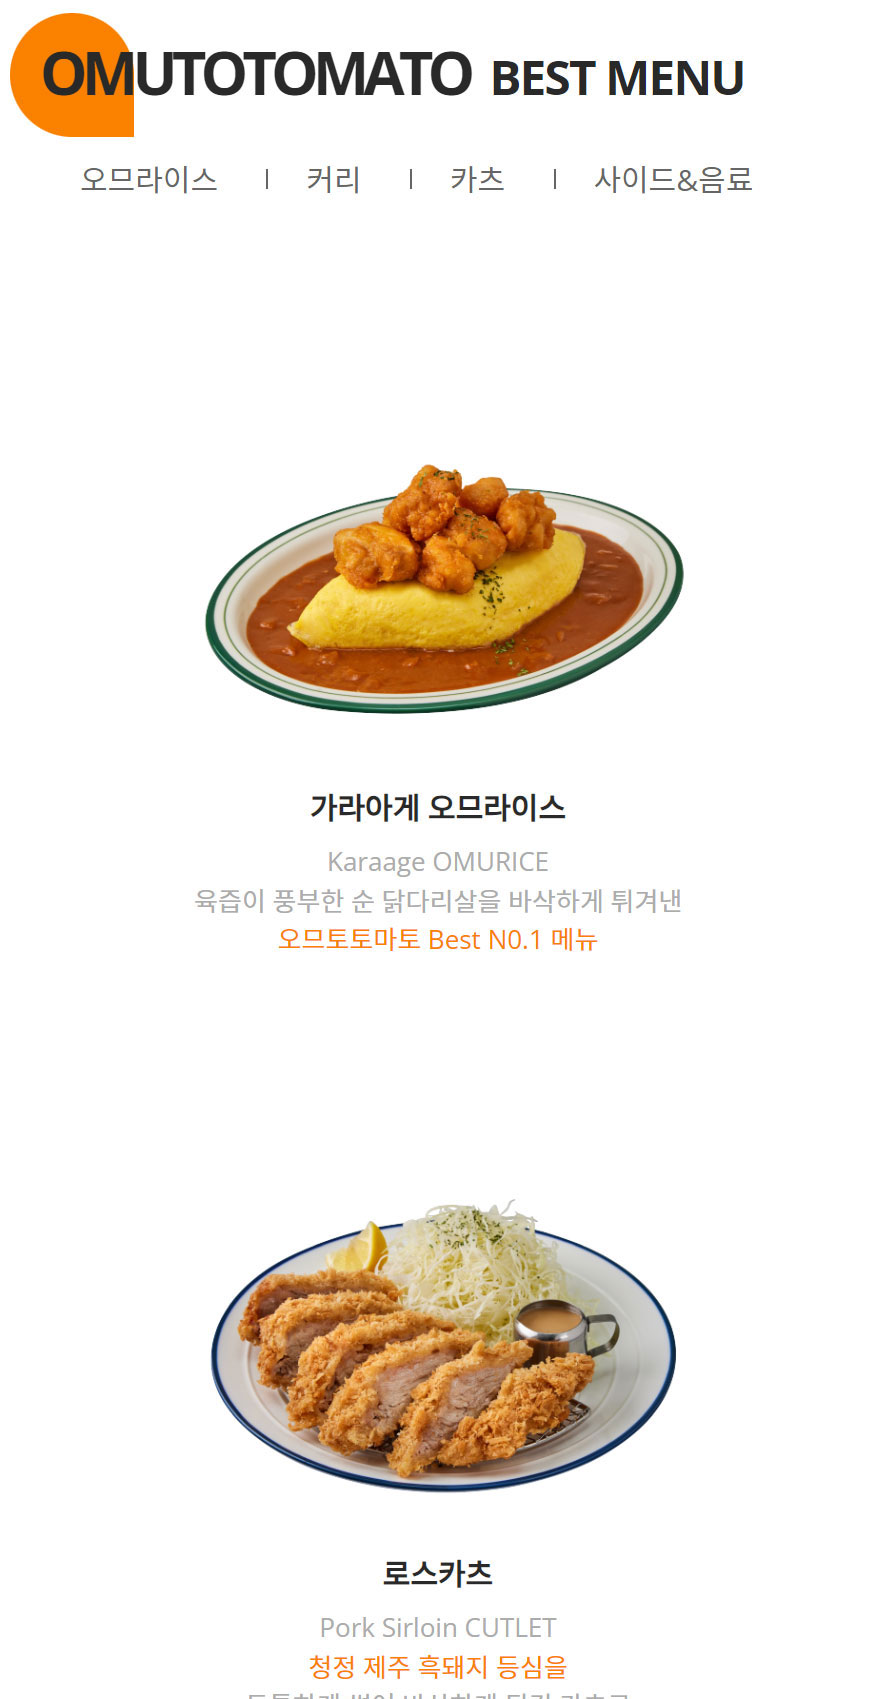 OMUTOTOMATO BEST MENU
오므라이스 | 커리 | 카츠 | 사이드&음료
가라아게 오므라이스
Karaage OMURICE
육즙이 풍부한 순 닭다리살을 바삭하게 튀겨낸
오므토토마토 Best N0.1 메뉴
로스카츠
Pork Sirloin CUTLET
청정 제주 흑돼지 등심을